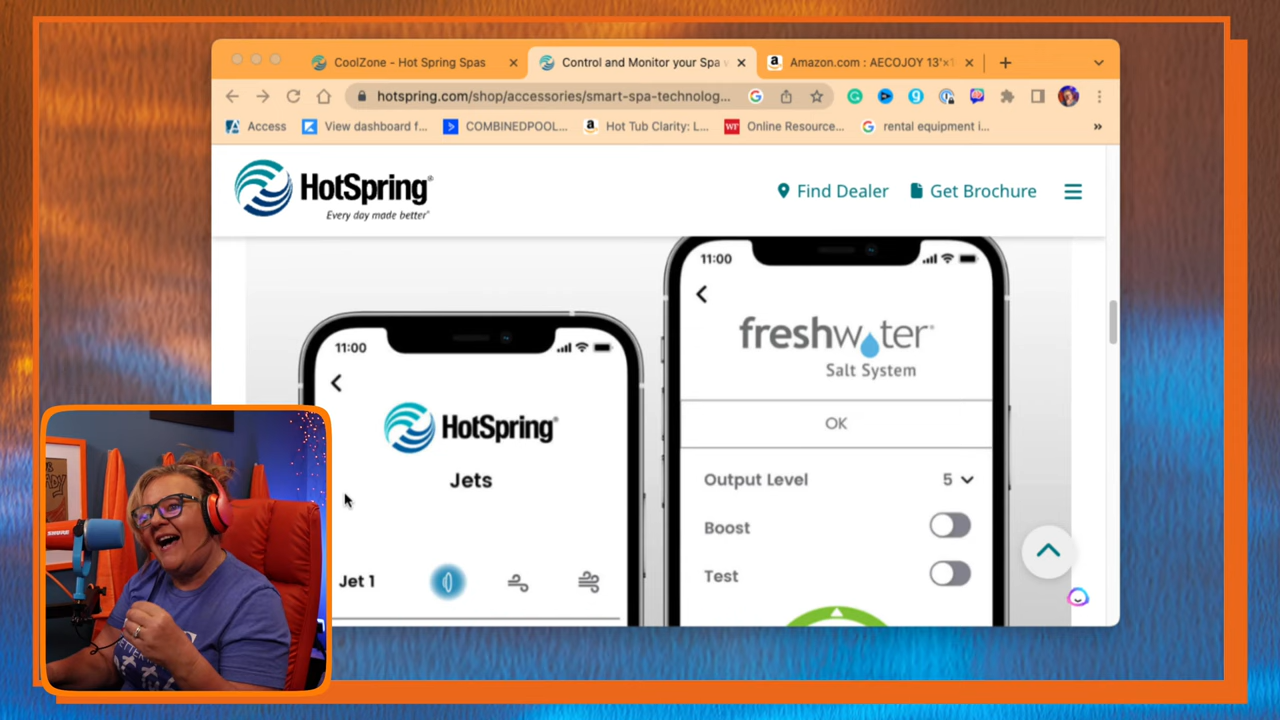 CoolZone - Hot Spring Spas
Control and Monitor your Spa
Amazon.com : AECOJOY 13'×1
hotspring.com/shop/accessories/smart-spa-technolog...
Access
View dashboard f...
COMBINEDPOOL...
Hot Tub Clarity: L...
WF Online Resource...
rental equipment i...
»
HotSpring®
Every day made better®
Find Dealer
Get Brochure
11:00
freshwater®
Salt System
OK
Output Level 5
Boost
Test
11:00
HotSpring®
Jets
Jet 1
SHURE